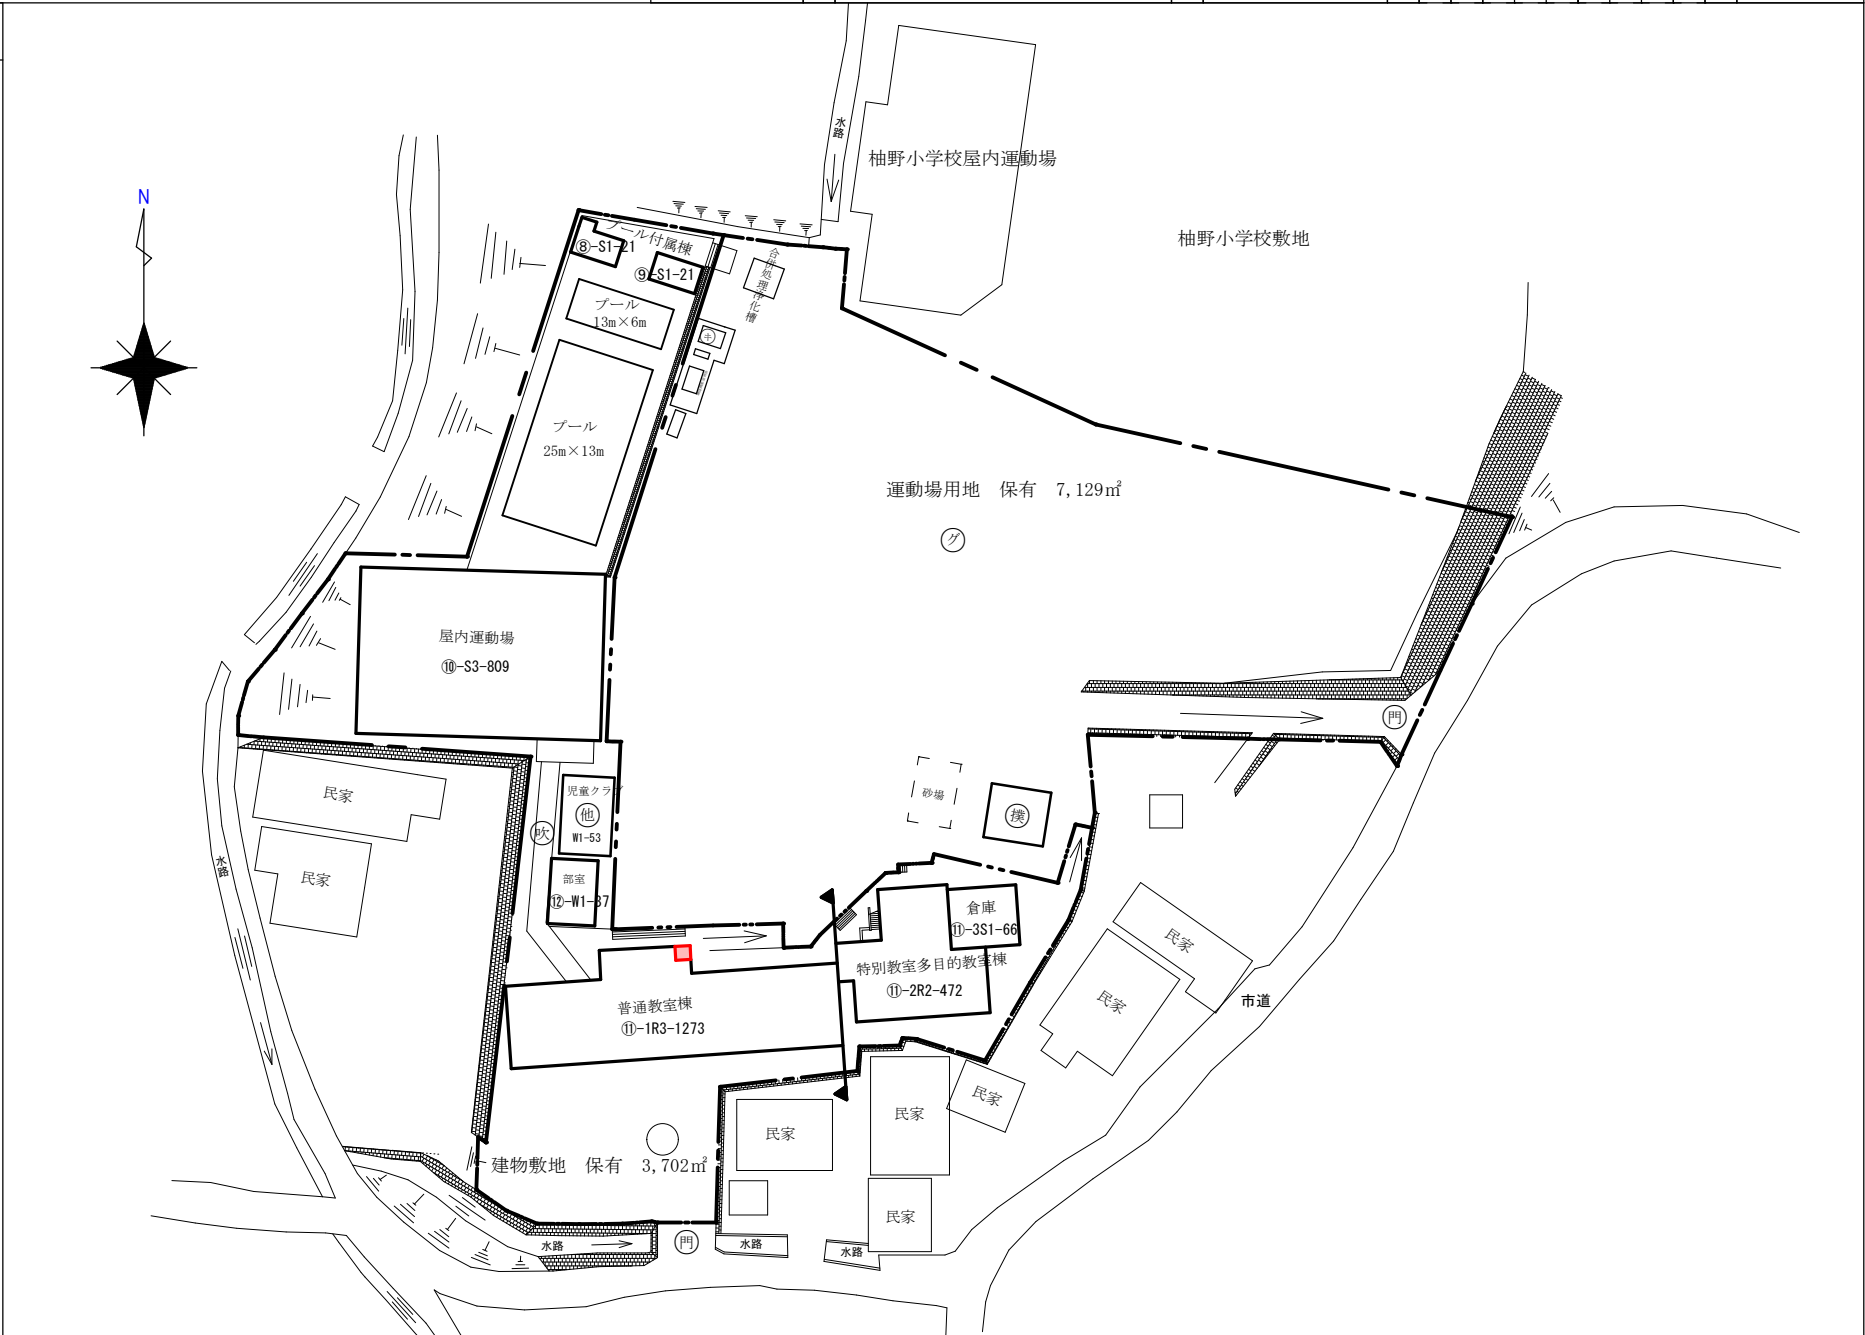 N
水路
柚野小学校屋内運動場
柚野小学校敷地
プール付属棟
⑧-S1-21
⑨-S1-21
合併処理浄化槽
プール
13m×6m
キ
プール
25m×13m
運動場用地　保有　7,129㎡
グ
屋内運動場
⑩-S3-809
門
民家
民家
水路
児童クラブ
他
W1-53
吹
部室
⑫-W1-37
砂場
撲
倉庫
⑪-3S1-66
特別教室多目的教室棟
⑪-2R2-472
普通教室棟
⑪-1R3-1273
民家
民家
市道
民家
民家
民家
民家
建物敷地　保有　3,702㎡
水路
門
水路
水路